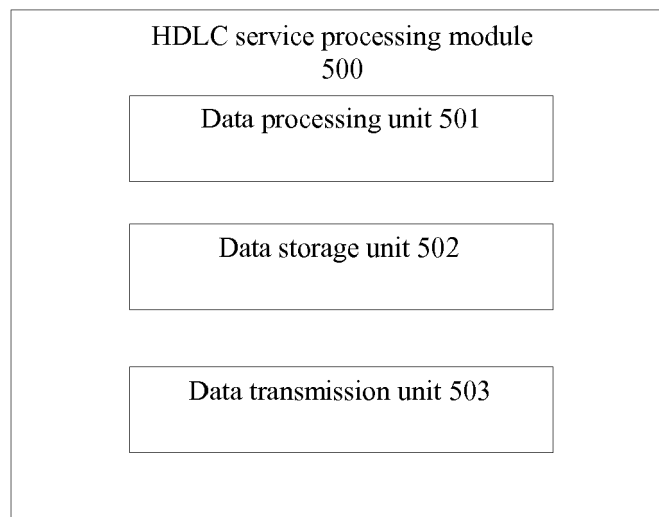 HDLC service processing module
500
Data processing unit 501
Data storage unit 502
Data transmission unit 503